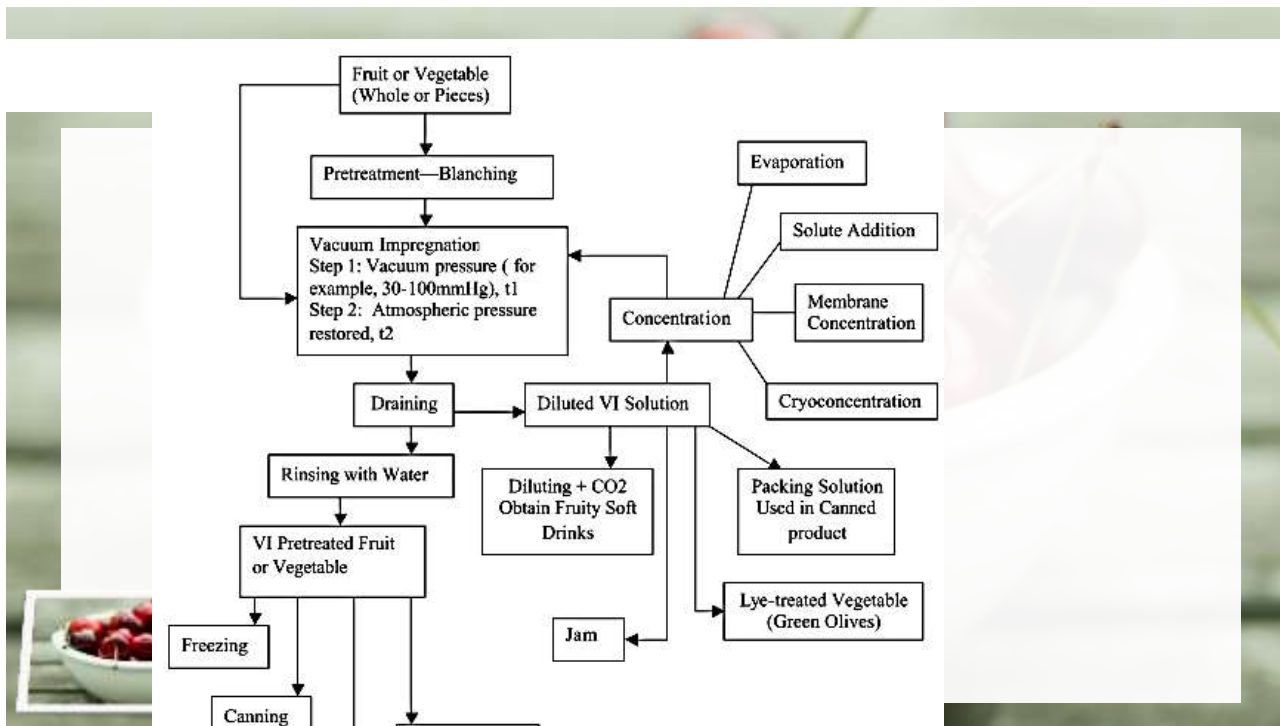 Fruit or Vegetable
(Whole or Pieces)
Pretreatment—Blanching
Vacuum Impregnation
Step 1: Vacuum pressure ( for
example, 30-100mmHg), t1
Step 2: Atmospheric pressure
restored, t2
Evaporation
Solute Addition
Membrane
Concentration
Concentration
Cryoconcentration
Draining
Diluted VI Solution
Rinsing with Water
Diluting + CO2
Obtain Fruity Soft
Drinks
Packing Solution
Used in Canned
product
VI Pretreated Fruit
or Vegetable
Lye-treated Vegetable
(Green Olives)
Jam
Freezing
Canning